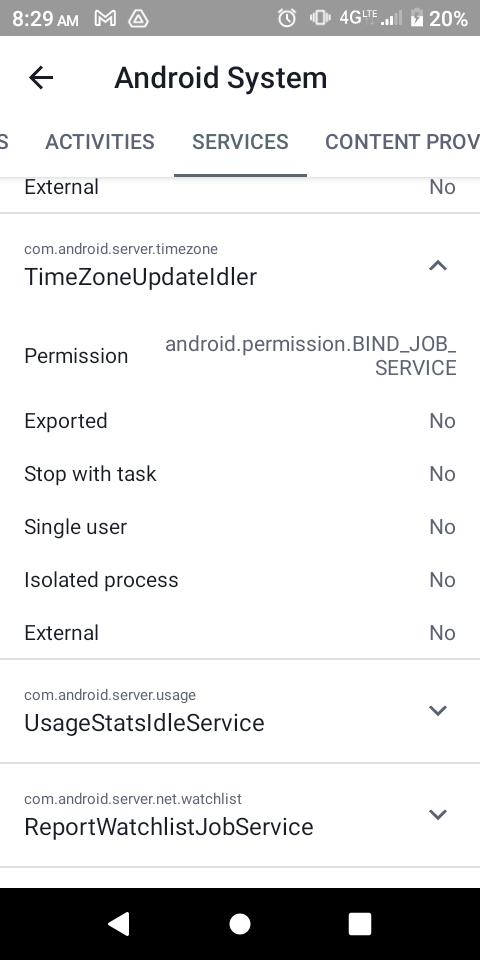 8:29 AM
4G LTE
20%
Android System
S
ACTIVITIES
SERVICES
CONTENT PROV
External
No
com.android.server.timezone
TimeZoneUpdateIdler
Permission
android.permission.BIND_JOB_
SERVICE
Exported
No
Stop with task
No
Single user
No
Isolated process
No
External
No
com.android.server.usage
UsageStatsIdleService
com.android.server.net.watchlist
ReportWatchlistJobService